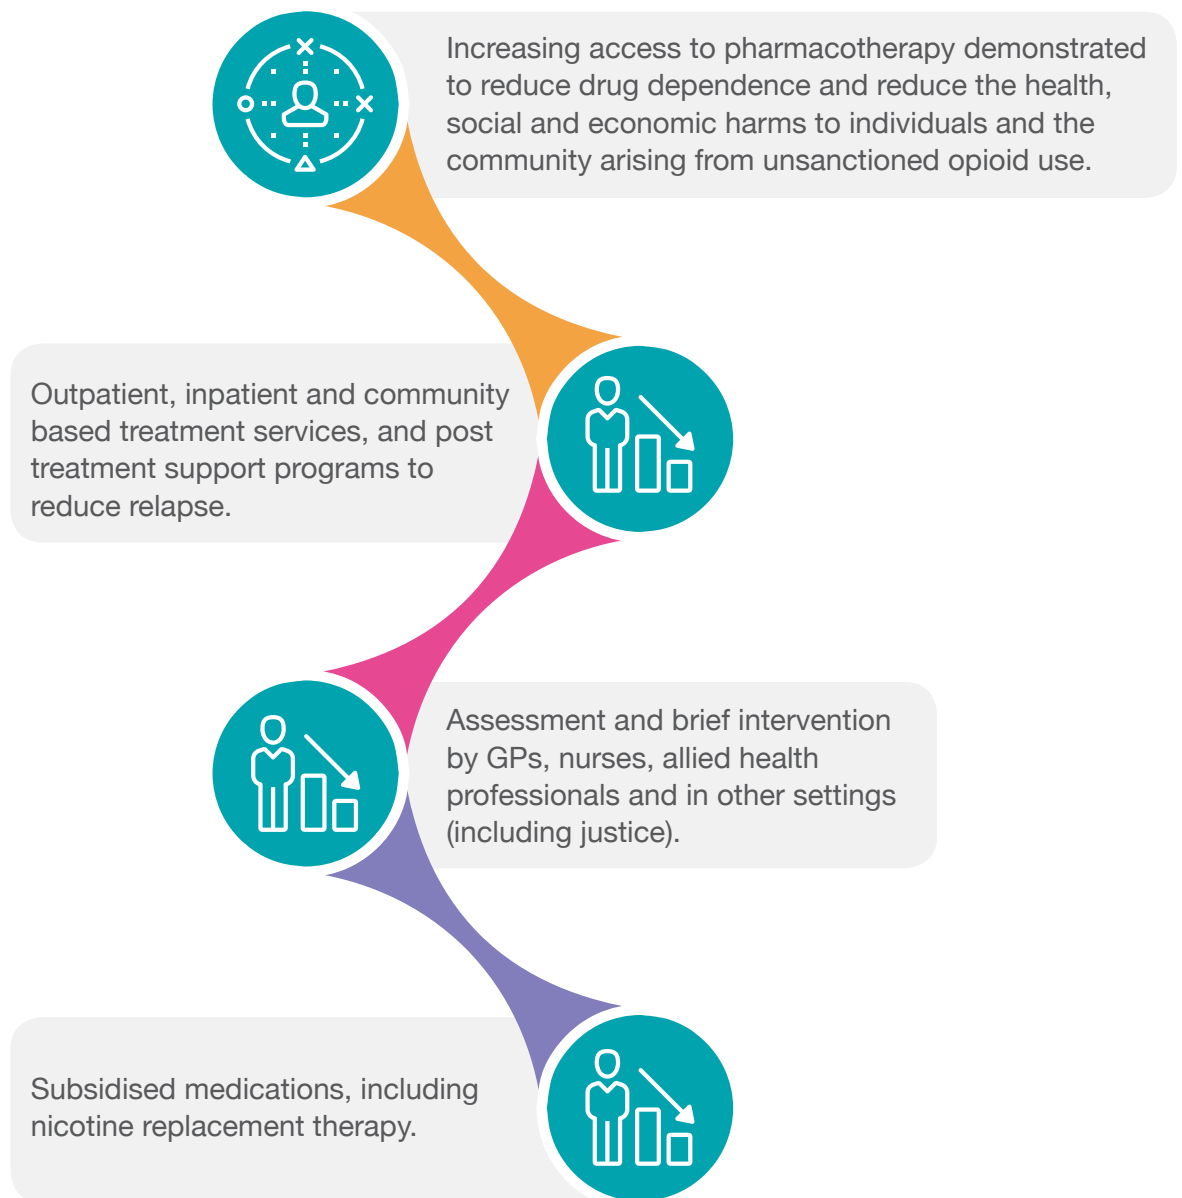 Increasing access to pharmacotherapy demonstrated
to reduce drug dependence and reduce the health,
social and economic harms to individuals and the
community arising from unsanctioned opioid use.
Outpatient, inpatient and community
based treatment services, and post
treatment support programs to
reduce relapse.
Assessment and brief intervention
by GPs, nurses, allied health
professionals and in other settings
(including justice).
Subsidised medications, including
nicotine replacement therapy.